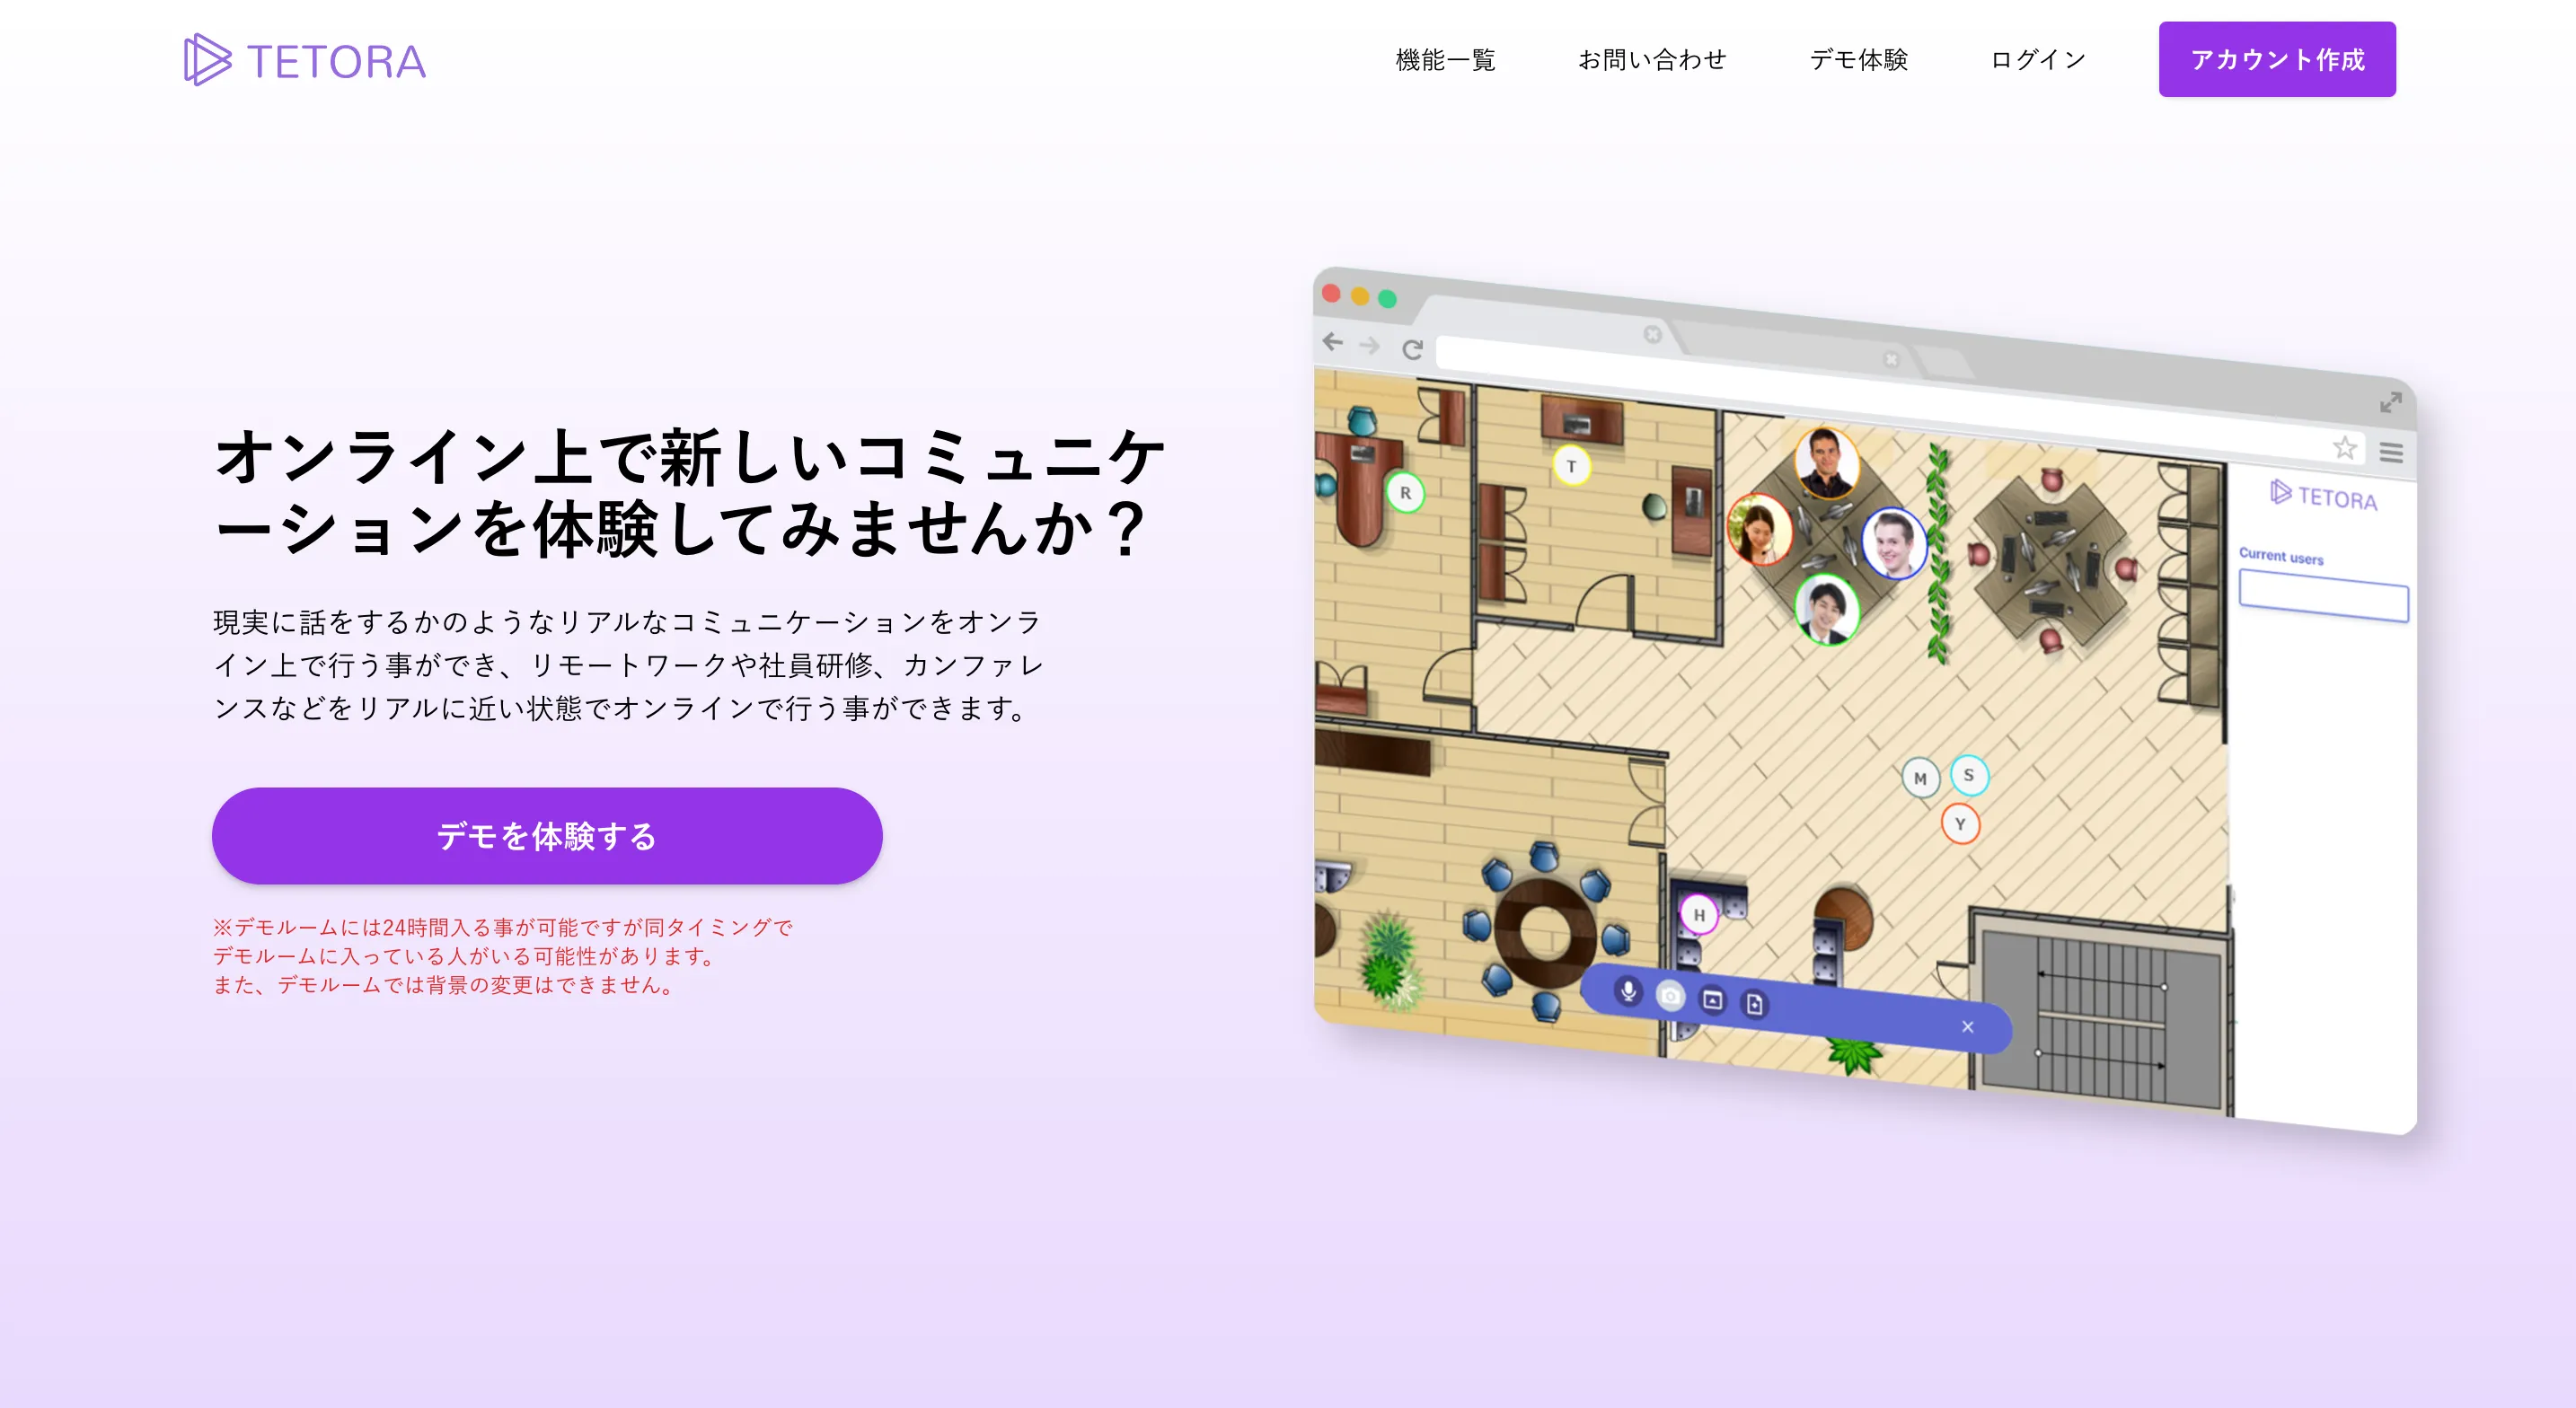 TETORA
機能一覧
お問い合わせ
デモ体験
ログイン
アカウント作成
オンライン上で新しいコミュニケ
ーションを体験してみませんか？
現実に話をするかのようなリアルなコミュニケーションをオンラ
イン上で行う事ができ、リモートワークや社員研修、カンファレ
ンスなどをリアルに近い状態でオンラインで行う事ができます。
デモを体験する
※デモルームには24時間入る事が可能ですが同タイミングで
デモルームに入っている人がいる可能性があります。
また、デモルームでは背景の変更はできません。
R
T
TETORA
Current users
M
S
Y
H